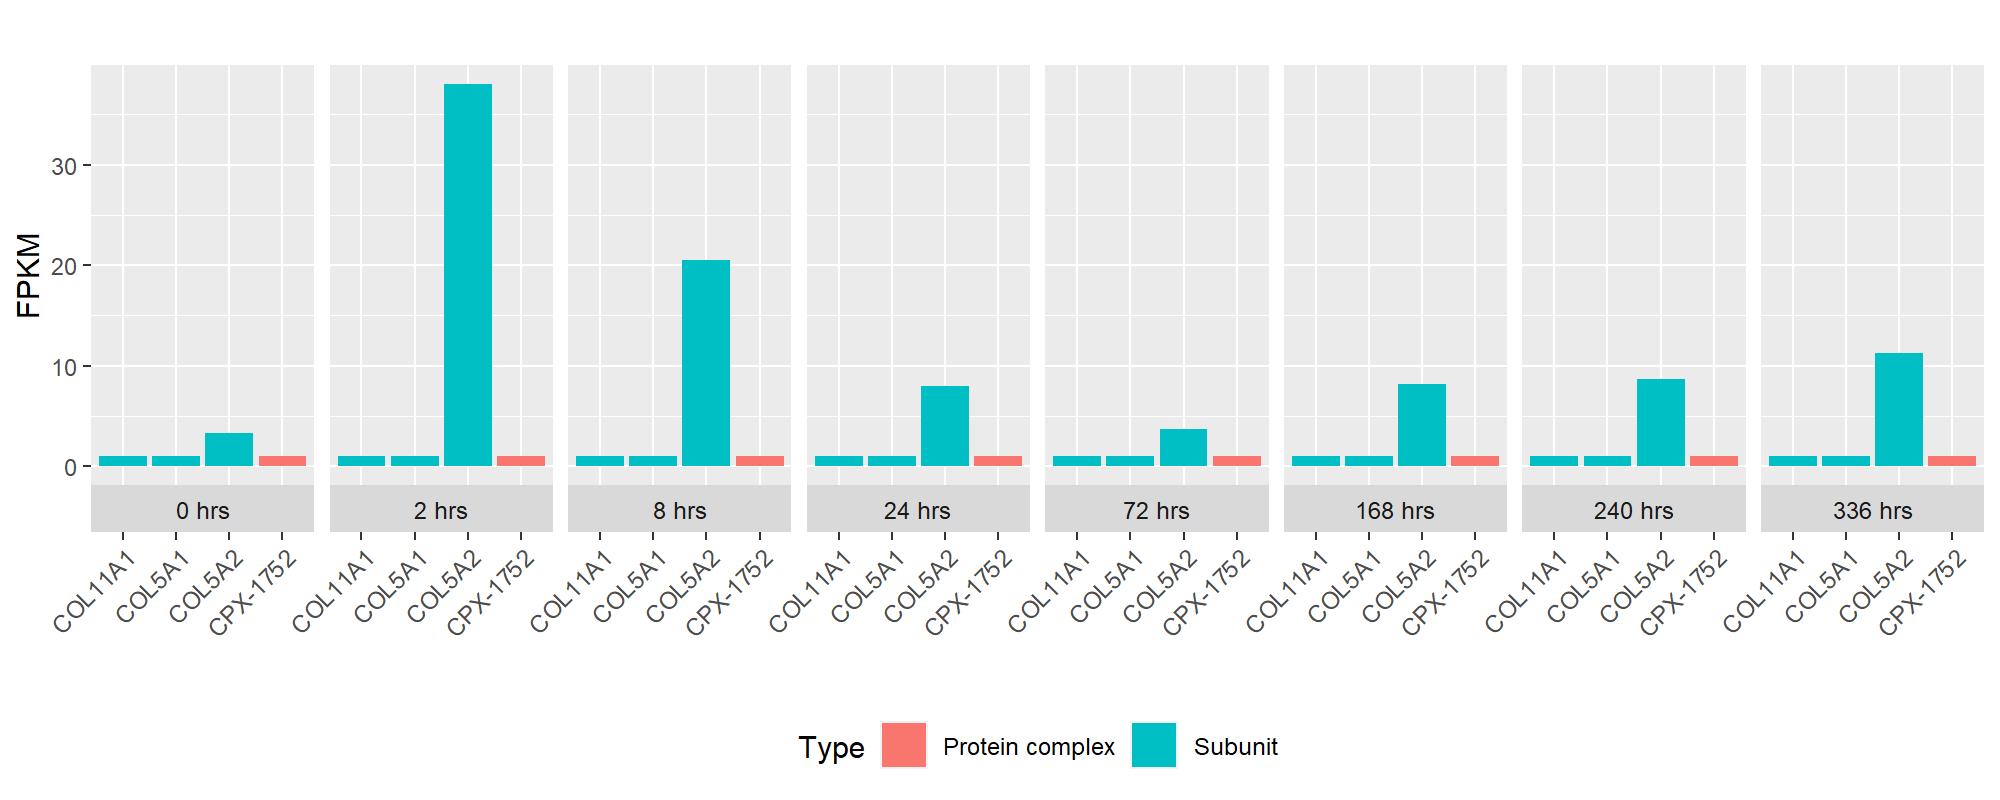 FPKM
30
20
10
0
0 hrs 2 hrs 8 hrs 24 hrs 72 hrs 168 hrs 240 hrs 336 hrs
COL11A1 COL5A1 COL5A2 CPX-1752 COL11A1 COL5A1 COL5A2 CPX-1752 COL11A1 COL5A1 COL5A2 CPX-1752 COL11A1 COL5A1 COL5A2 CPX-1752 COL11A1 COL5A1 COL5A2 CPX-1752 COL11A1 COL5A1 COL5A2 CPX-1752 COL11A1 COL5A1 COL5A2 CPX-1752 COL11A1 COL5A1 COL5A2 CPX-1752
Type Protein complex Subunit